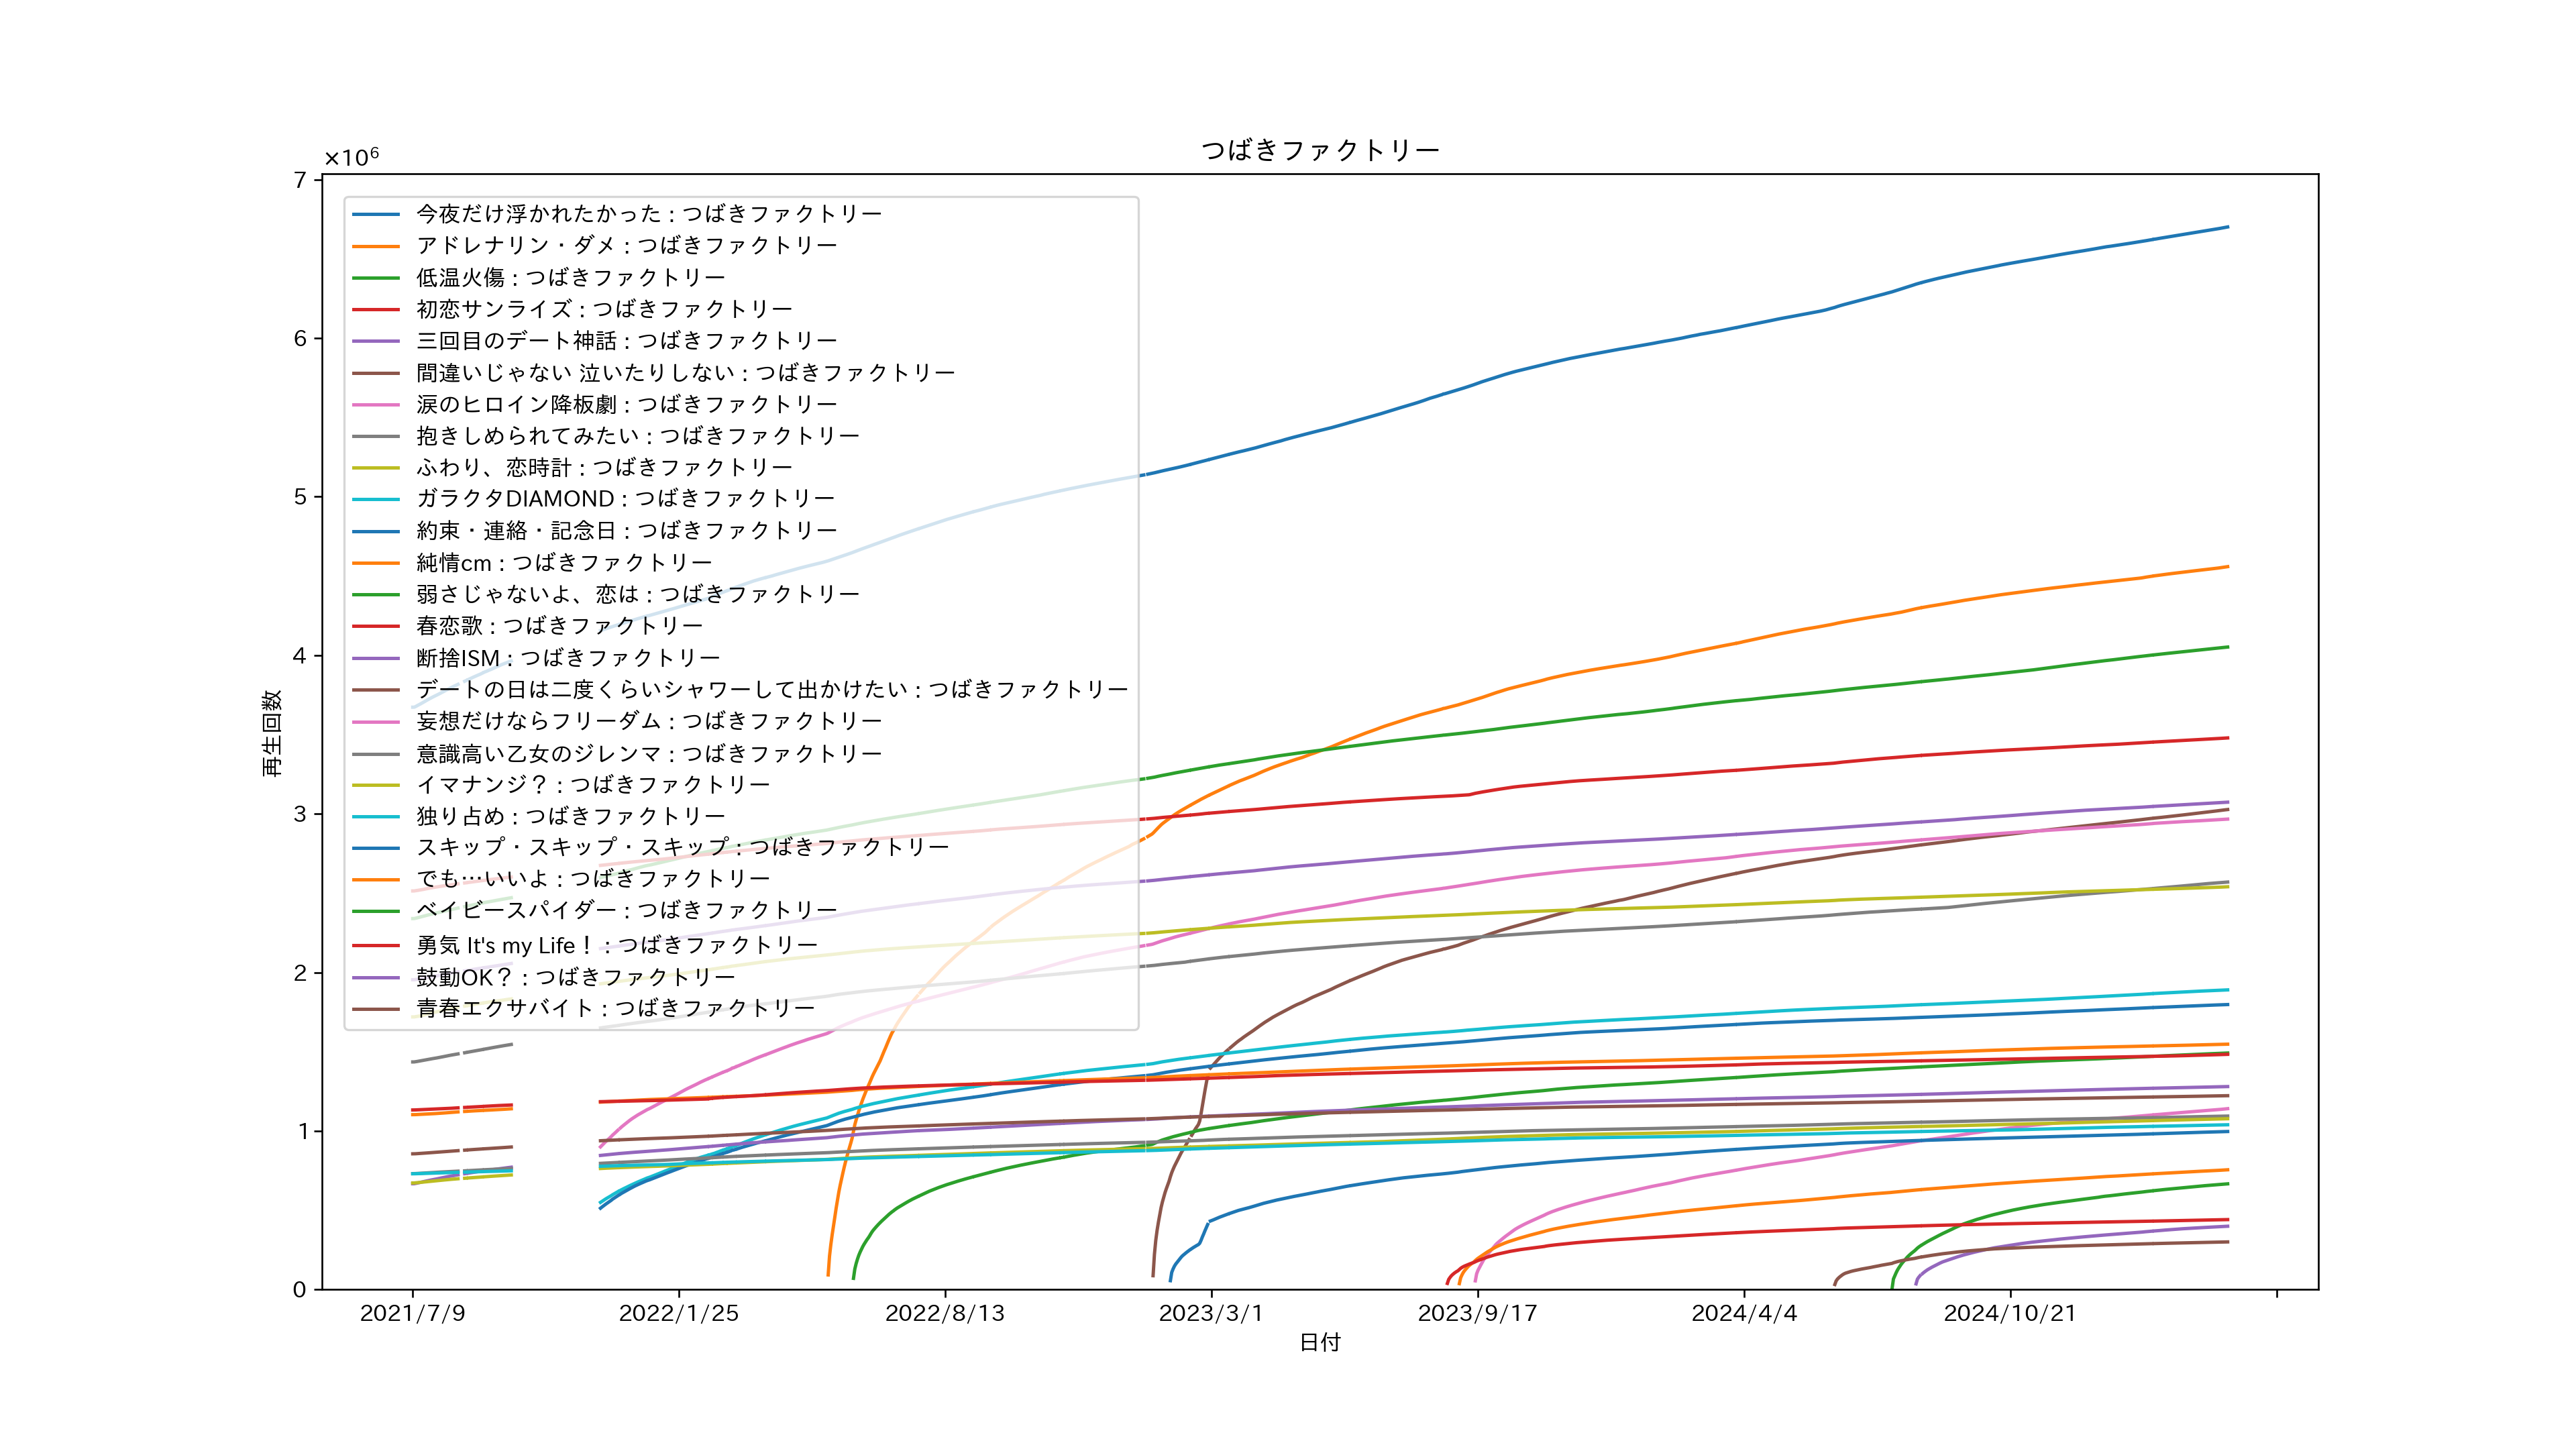 つばきファクトリー
×10⁶
7
6
5
4
3
2
1
0
再生回数
今夜だけ浮かれたかった : つばきファクトリー
アドレナリン・ダメ : つばきファクトリー
低温火傷 : つばきファクトリー
初恋サンライズ : つばきファクトリー
三回目のデート神話 : つばきファクトリー
間違いじゃない 泣いたりしない : つばきファクトリー
涙のヒロイン降板劇 : つばきファクトリー
抱きしめられてみたい : つばきファクトリー
ふわり、恋時計 : つばきファクトリー
ガラクタDIAMOND : つばきファクトリー
約束・連絡・記念日 : つばきファクトリー
純情cm : つばきファクトリー
弱さじゃないよ、恋は : つばきファクトリー
春恋歌 : つばきファクトリー
断捨ISM : つばきファクトリー
デートの日は二度くらいシャワーして出かけたい : つばきファクトリー
妄想だけならフリーダム : つばきファクトリー
意識高い乙女のジレンマ : つばきファクトリー
イマナンジ？ : つばきファクトリー
独り占め : つばきファクトリー
スキップ・スキップ・スキップ : つばきファクトリー
でも…いいよ : つばきファクトリー
ベイビースパイダー : つばきファクトリー
勇気 It's my Life！ : つばきファクトリー
鼓動OK？ : つばきファクトリー
青春エクサバイト : つばきファクトリー
2021/7/9 2022/1/25 2022/8/13 2023/3/1 2023/9/17 2024/4/4 2024/10/21
日付